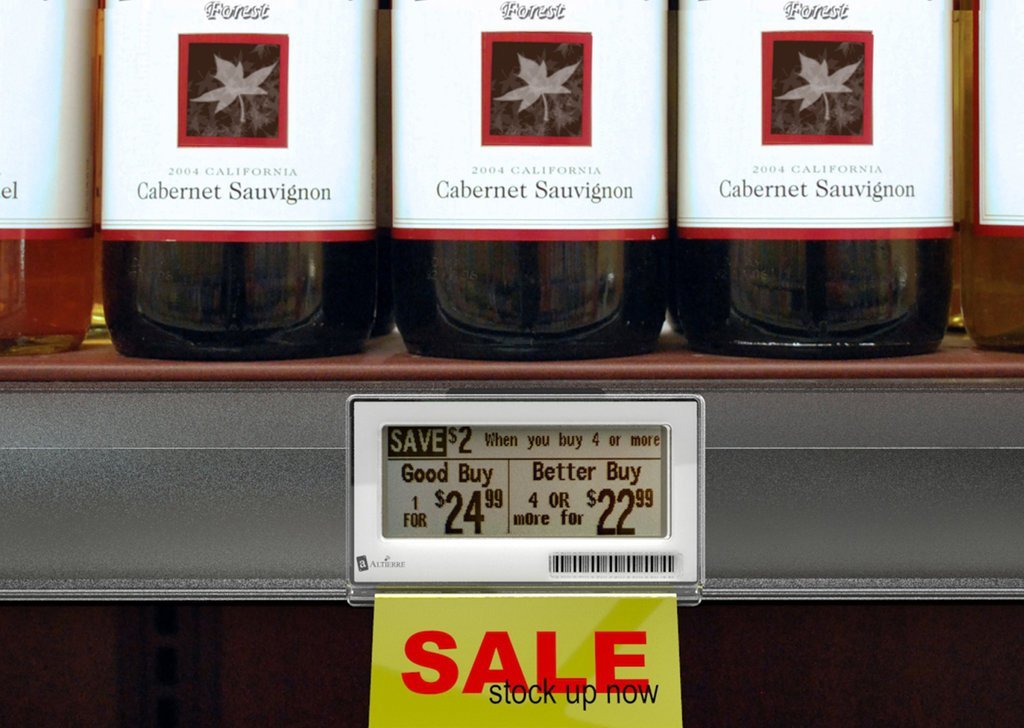 Forest
Forest
Forest
2004 CALIFORNIA
Cabernet Sauvignon
2004 CALIFORNIA
Cabernet Sauvignon
2004 CALIFORNIA
Cabernet Sauvignon
el
SAVE $2 When you buy 4 or more
Good Buy
1 FOR $24 99
Better Buy
4 OR more for $22 99
a ALTIERRE
SALE
stock up now